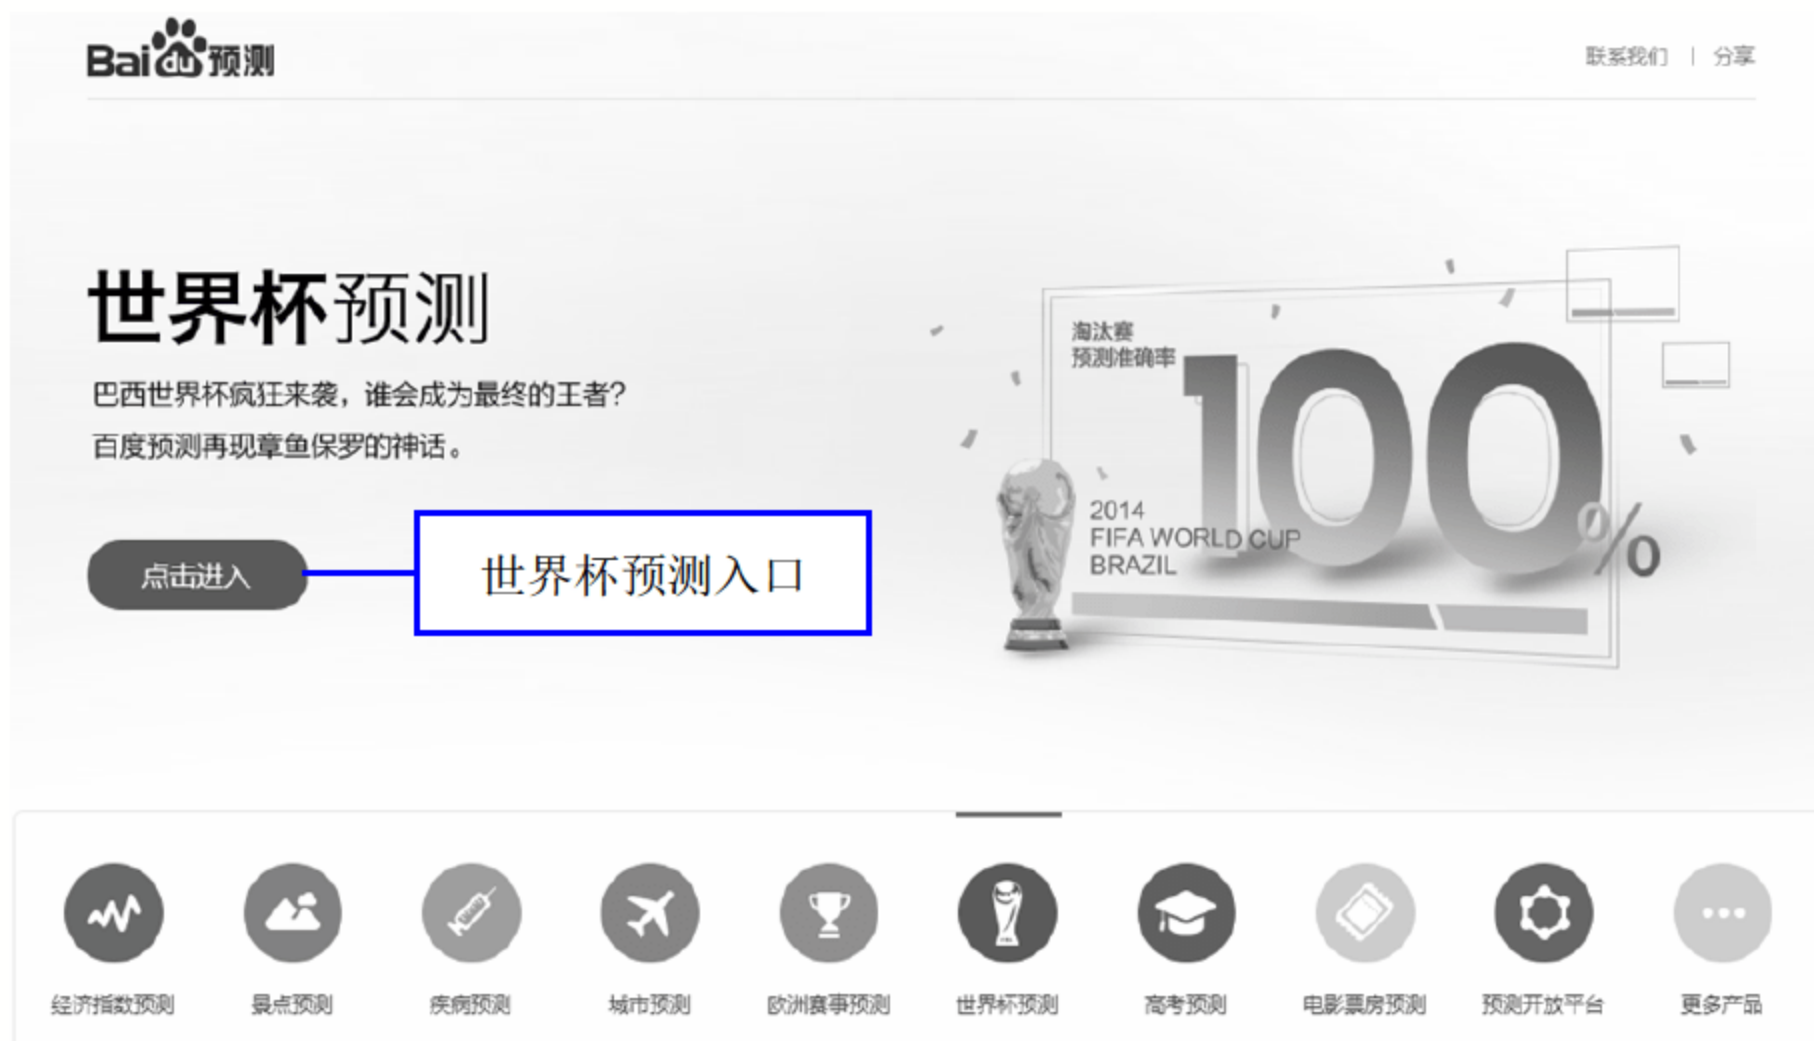 Bai du 预测
联系我们 | 分享
世界杯预测
巴西世界杯疯狂来袭，谁会成为最终的王者？
百度预测再现章鱼保罗的神话。
点击进入
世界杯预测入口
淘汰赛
预测准确率
100%
2014
FIFA WORLD CUP
BRAZIL
经济指数预测 景点预测 疾病预测 城市预测 欧洲赛事预测 世界杯预测 高考预测 电影票房预测 预测开放平台 更多产品